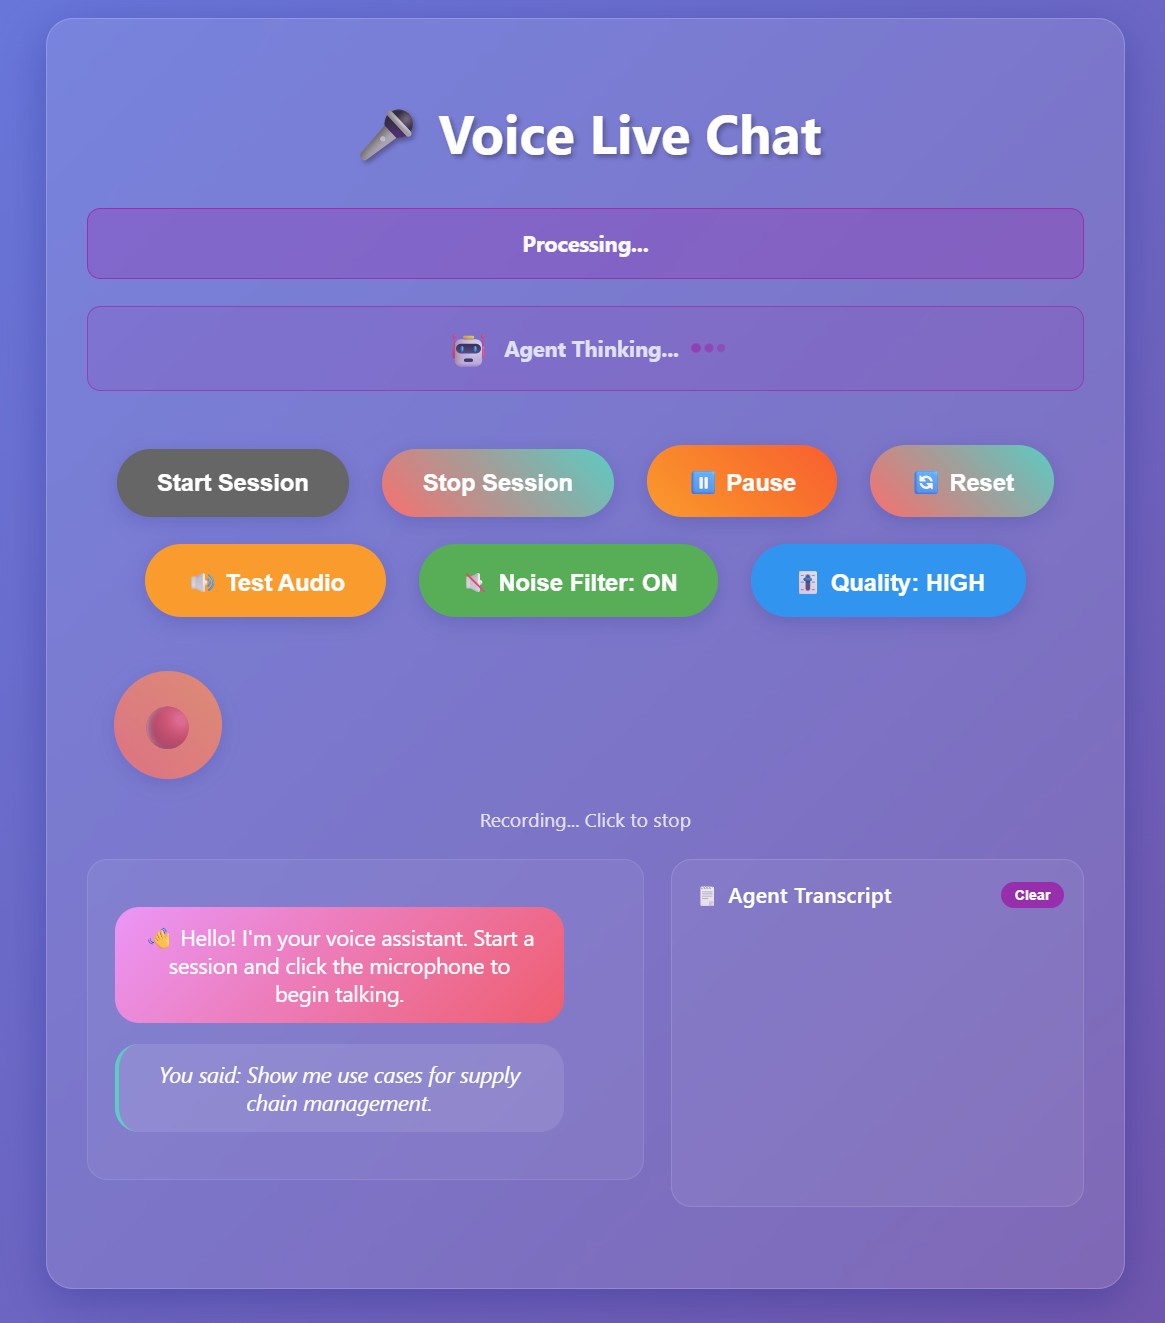 Voice Live Chat
Processing...
Agent Thinking...
Start Session
Stop Session
Pause
Reset
Test Audio
Noise Filter: ON
Quality: HIGH
Recording... Click to stop
Hello! I'm your voice assistant. Start a
session and click the microphone to
begin talking.
You said: Show me use cases for supply
chain management.
Agent Transcript
Clear